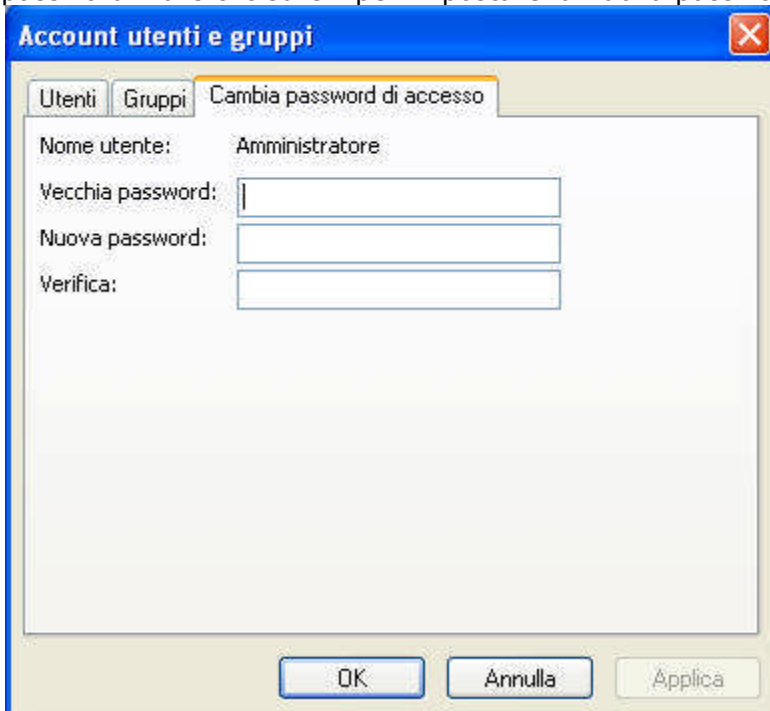 Account utenti e gruppi
Utenti Gruppi Cambia password di accesso
Nome utente: Amministratore
Vecchia password:
Nuova password:
Verifica:
OK Annulla Applica